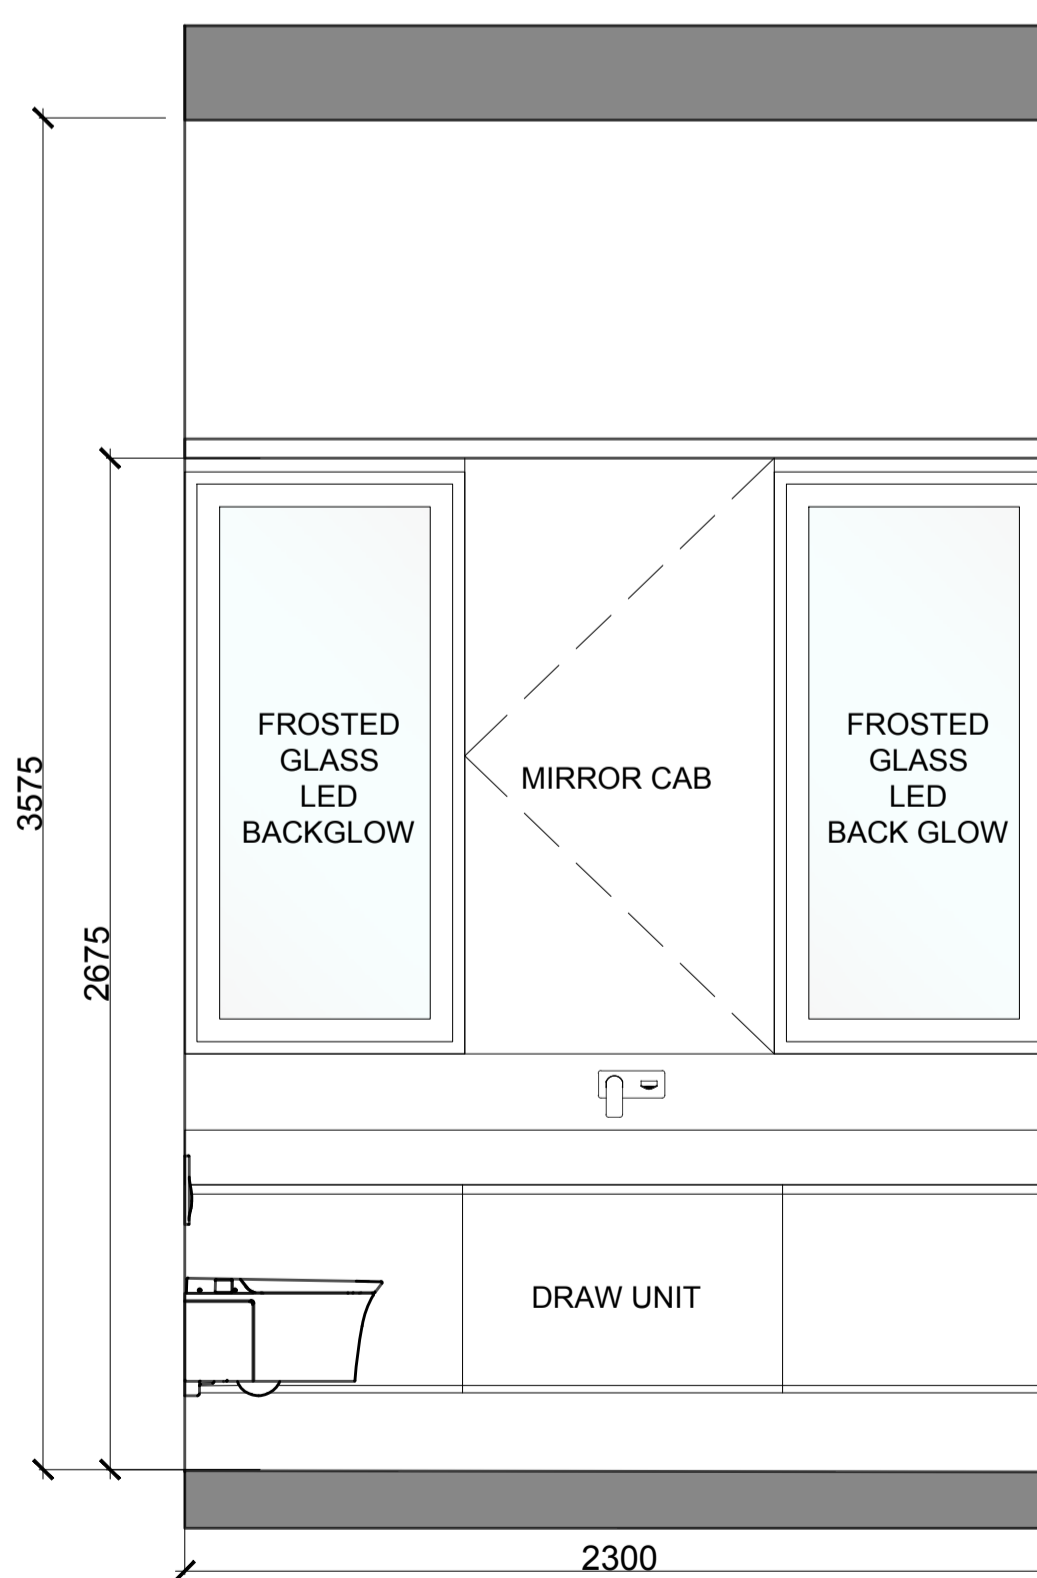 FROSTED
GLASS
LED
BACKGLOW
MIRROR CAB
FROSTED
GLASS
LED
BACK GLOW
3575
2675
DRAW UNIT
2300